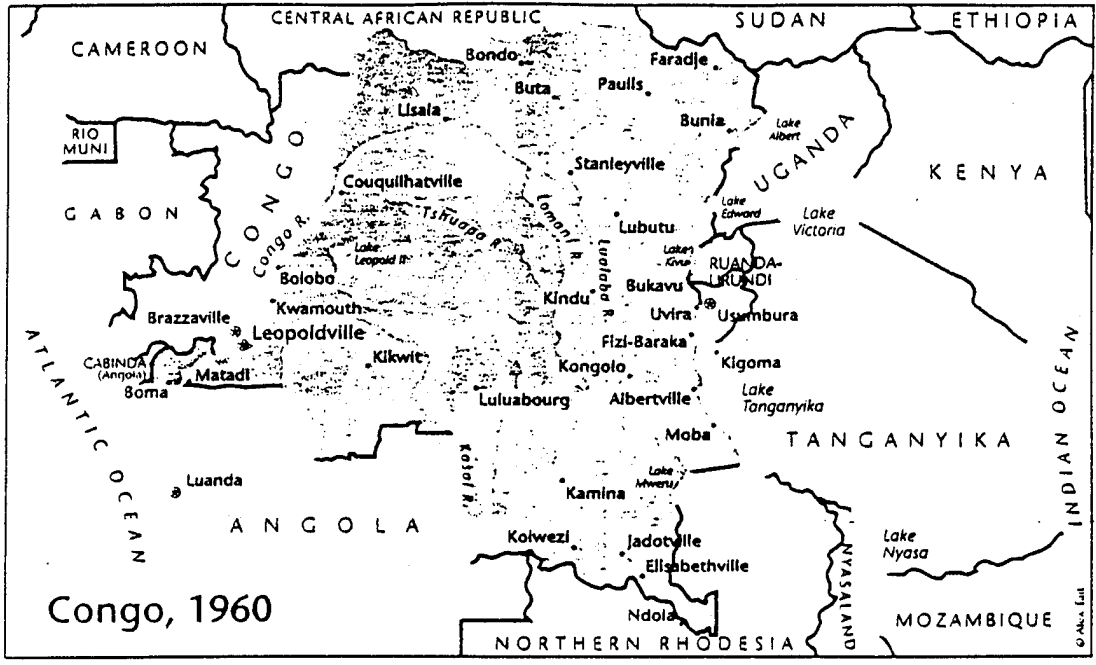 CENTRAL AFRICAN REPUBLIC
SUDAN
ETHIOPIA
CAMEROON
Bondo
Faradje
Buta
Paulis
Lisala
Bunia
Lake
Albert
RIO
MUNI
CONGO
Stanleyville
UGANDA
KENYA
Couquilhatville
GABON
Tshuapa R.
Lomani R.
Lubutu
Lake
Edward
Lake
Victoria
Congo R.
Lake
Leopold II
Lualaba R.
Lake
Kivu
RUANDA-
URUNDI
Bolobo
Kindu
Bukavu
Kwamouth
Brazzaville
Uvira
Usumbura
Leopoldville
Fizi-Baraka
ATLANTIC OCEAN
CABINDA
(Angola)
Kikwit
Kongolo
Kigoma
Matadi
Boma
Luluabourg
Albertville
Lake
Tanganyika
INDIAN OCEAN
Moba
TANGANYIKA
Kasai R.
Lake
Mweru
Luanda
Kamina
ANGOLA
Kolwezi
Jadotville
Lake
Nyasa
Elisabethville
NYASALAND
Congo, 1960
Ndola
MOZAMBIQUE
NORTHERN RHODESIA